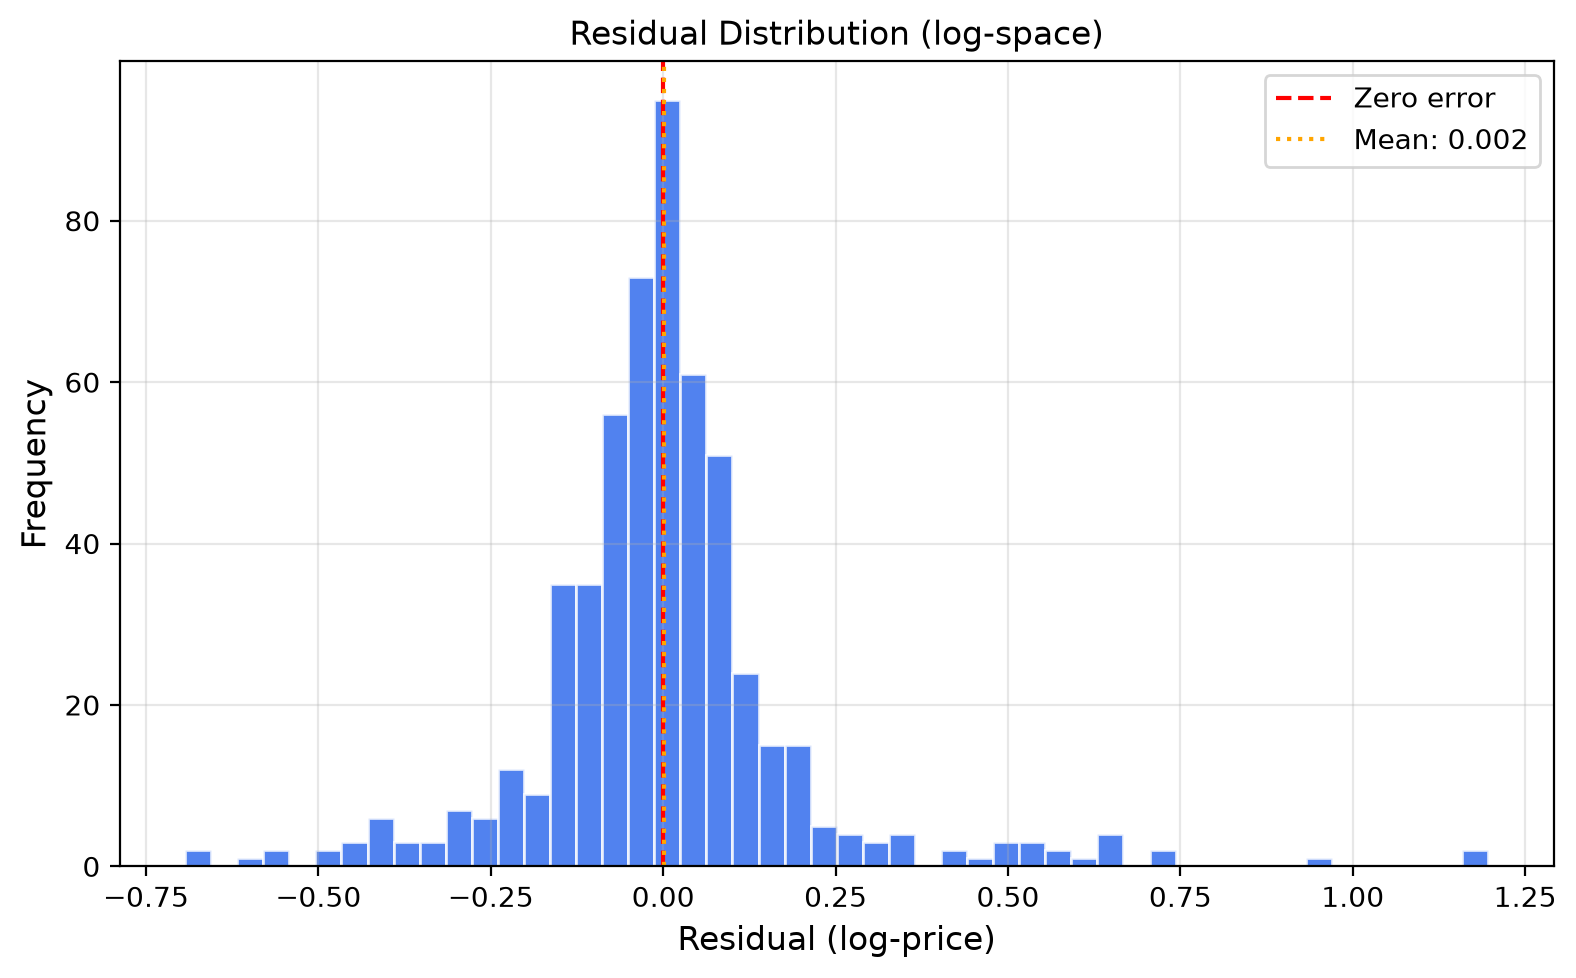 Residual Distribution (log-space)
Zero error
Mean: 0.002
Frequency
80
60
40
20
0
−0.75 −0.50 −0.25 0.00 0.25 0.50 0.75 1.00 1.25
Residual (log-price)